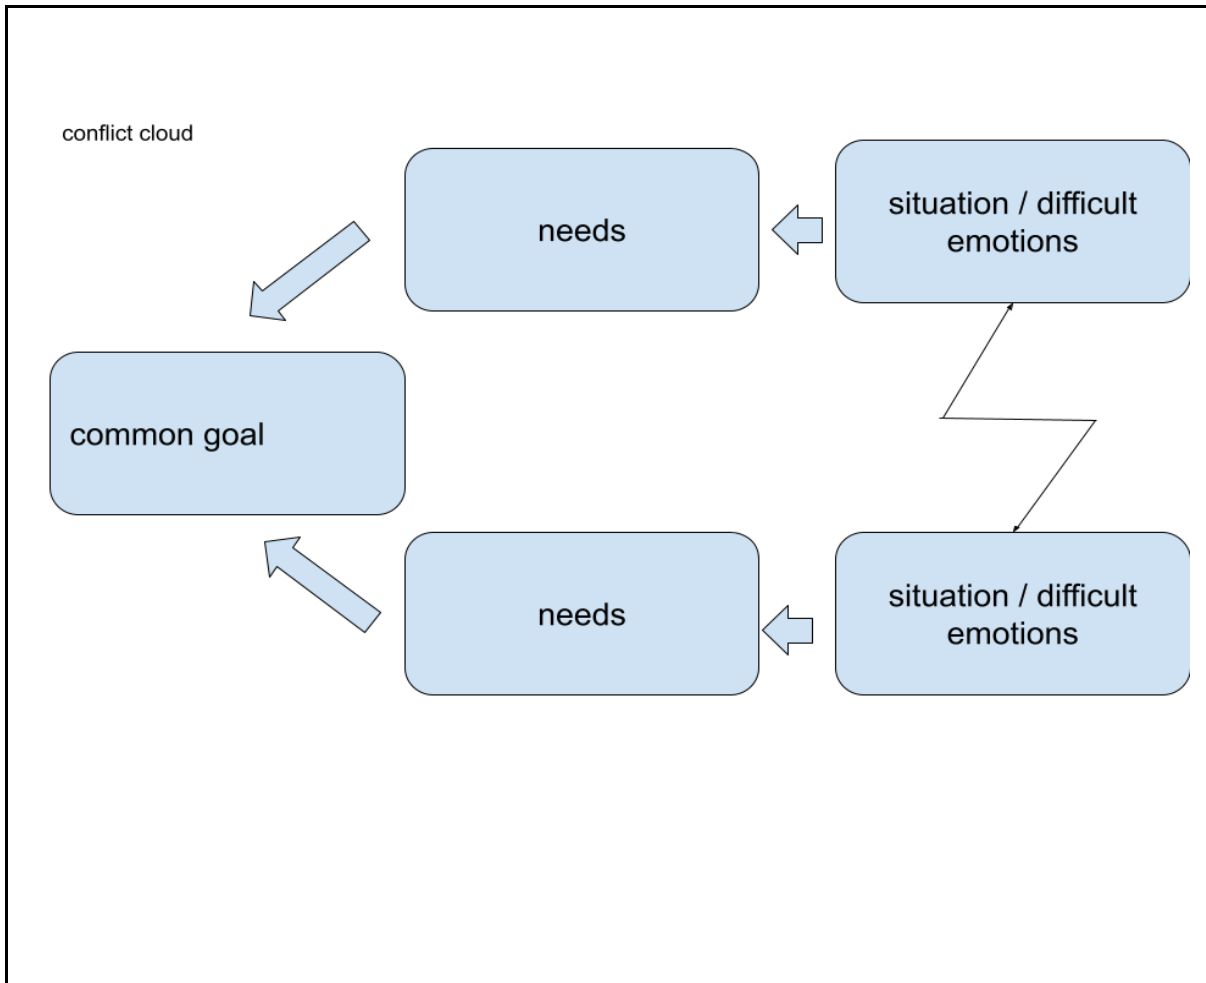 conflict cloud
needs
situation / difficult
emotions
common goal
needs
situation / difficult
emotions